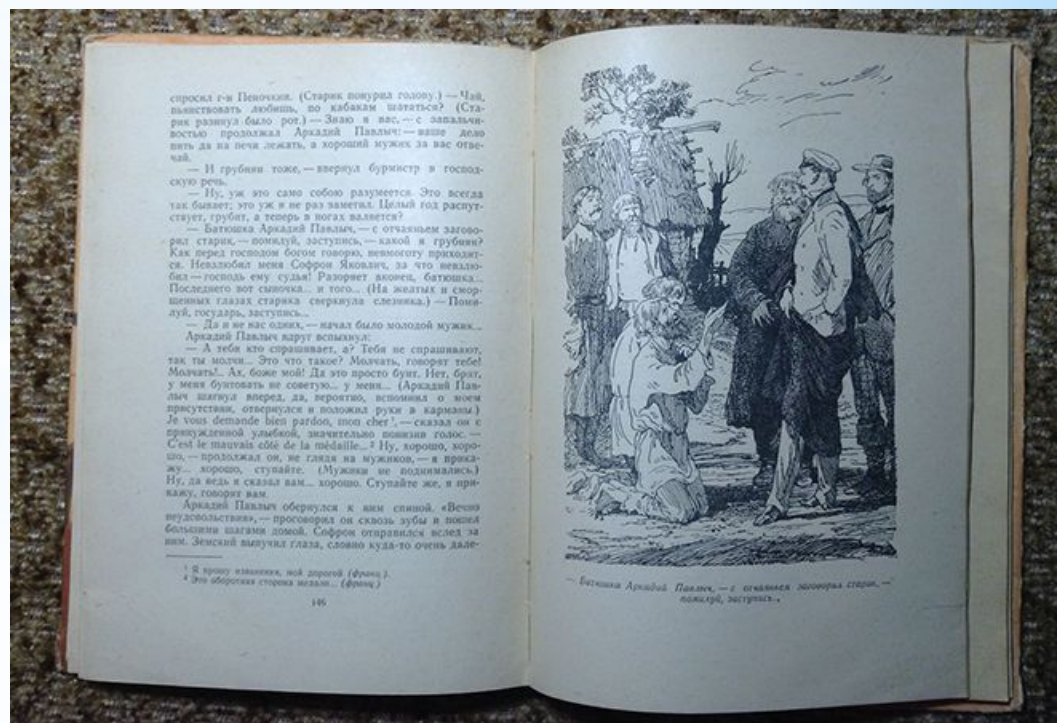 спросил г-н Пеночкин. (Старик понурил голову.) — Чай,
пьянствовать любишь, по кабакам шататься? (Ста-
рик разинул было рот.) — Знаю я вас, — с запальчи-
востью продолжал Аркадий Павлыч: — ваше дело
пить да на печи лежать, а хороший мужик за вас отве-
чай.
— И грубиян тоже, — ввернул бурмистр в господ-
скую речь.
— Ну, уж это само собою разумеется. Это всегда
так бывает; это уж я не раз заметил. Целый год распут-
ствует, грубит, а теперь в ногах валяется?
— Батюшка Аркадий Павлыч, — с отчаяньем загово-
рил старик, — помилуй, заступись, — какой я грубиян?
Как перед господом богом говорю, невмоготу приходит-
ся. Невзлюбил меня Софрон Яковлич, за что невзлю-
бил — господь ему судья! Разоряет вконец, батюшка...
Последнего вот сыночка... и того... (На желтых и смор-
щенных глазах старика сверкнула слезинка.) — Поми-
луй, государь, заступись...
— Да и не нас одних, — начал было молодой мужик...
Аркадий Павлыч вдруг вспыхнул:
— А тебя кто спрашивает, а? Тебя не спрашивают,
так ты молчи... Это что такое? Молчать, говорят тебе!
Молчать!.. Ах, боже мой! Да это просто бунт. Нет, брат,
у меня бунтовать не советую... у меня... (Аркадий Пав-
лыч шагнул вперед, да, вероятно, вспомнил о моем
присутствии, отвернулся и положил руки в карманы.)
Je vous demande bien pardon, mon cher ¹, — сказал он с
принужденной улыбкой, значительно понизив голос. —
C'est le mauvais côté de la médaille... ² Ну, хорошо, хоро-
шо, — продолжал он, не глядя на мужиков, — я прика-
жу... хорошо, ступайте. (Мужики не поднимались.)
Ну, да ведь я сказал вам... хорошо. Ступайте же, я при-
кажу, говорят вам.
Аркадий Павлыч обернулся к ним спиной. «Вечно
неудовольствия», — проговорил он сквозь зубы и пошел
большими шагами домой. Софрон отправился вслед за
ним. Земский выпучил глаза, словно куда-то очень дале-
¹ Я прошу извинения, мой дорогой (франц.).
² Это оборотная сторона медали... (франц.)
146
— Батюшка Аркадий Павлыч, — с отчаяньем заговорил старик, —
помилуй, заступись...